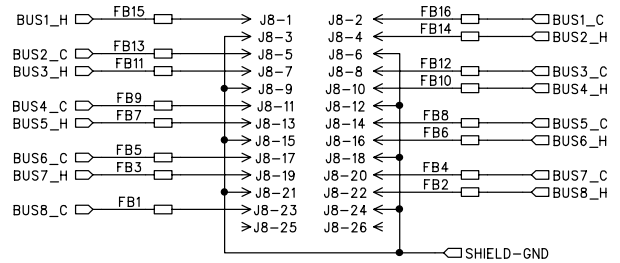 BUS1_H FB15 J8-1 J8-2 FB16 BUS1_C
J8-3 J8-4 FB14 BUS2_H
BUS2_C FB13 J8-5 J8-6
BUS3_H FB11 J8-7 J8-8 FB12 BUS3_C
J8-9 J8-10 FB10 BUS4_H
BUS4_C FB9 J8-11 J8-12
BUS5_H FB7 J8-13 J8-14 FB8 BUS5_C
J8-15 J8-16 FB6 BUS6_H
BUS6_C FB5 J8-17 J8-18
BUS7_H FB3 J8-19 J8-20 FB4 BUS7_C
J8-21 J8-22 FB2 BUS8_H
BUS8_C FB1 J8-23 J8-24
J8-25 J8-26
SHIELD-GND